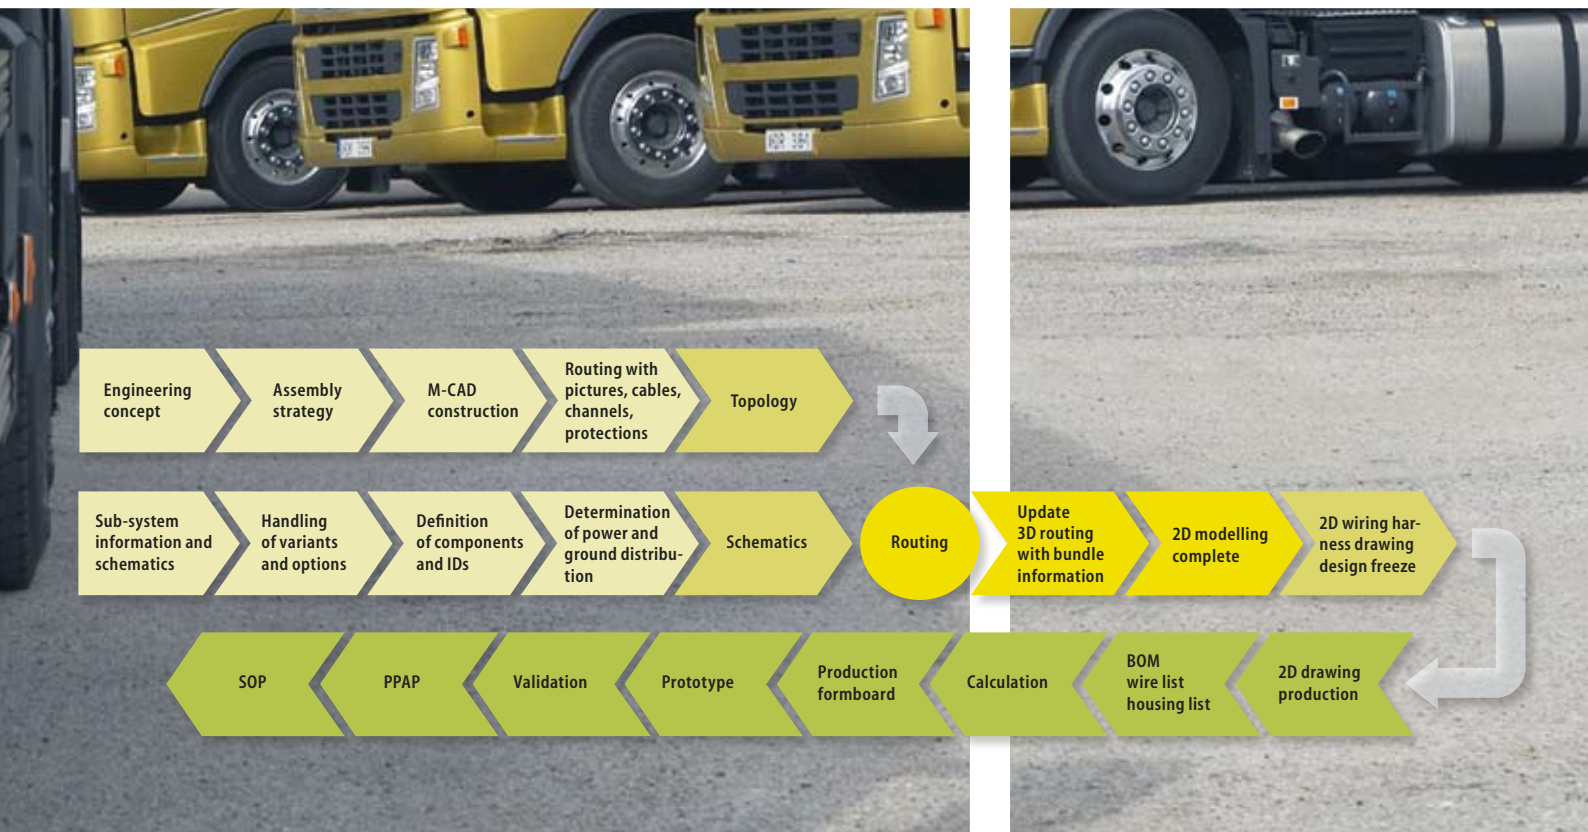 Engineering
concept
Assembly
strategy
M-CAD
construction
Routing with
pictures, cables,
channels,
protections
Topology
Sub-system
information and
schematics
Handling
of variants
and options
Definition
of components
and IDs
Determination
of power and
ground distribu-
tion
Schematics
Routing
Update
3D routing
with bundle
information
2D modelling
complete
2D wiring har-
ness drawing
design freeze
SOP
PPAP
Validation
Prototype
Production
formboard
Calculation
BOM
wire list
housing list
2D drawing
production